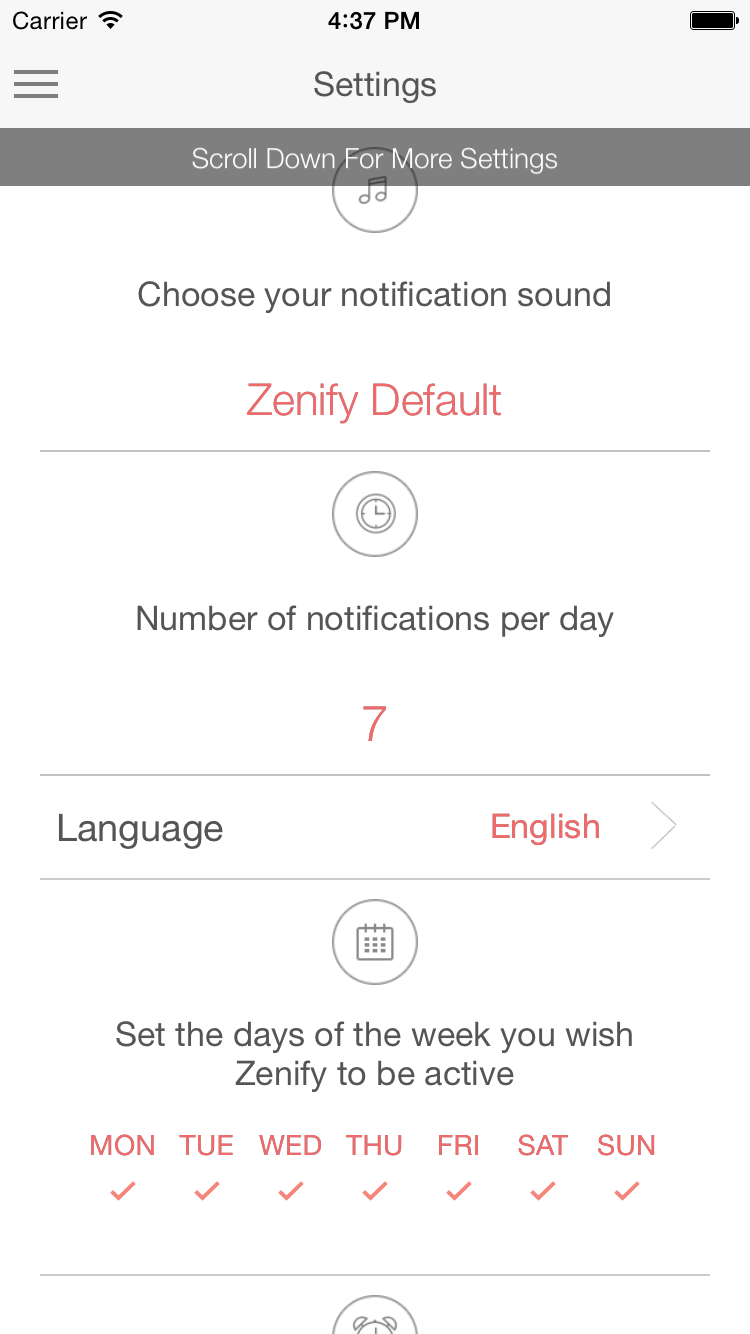 Carrier 4:37 PM
Settings
Scroll Down For More Settings
Choose your notification sound
Zenify Default
Number of notifications per day
7
Language English
Set the days of the week you wish
Zenify to be active
MON TUE WED THU FRI SAT SUN